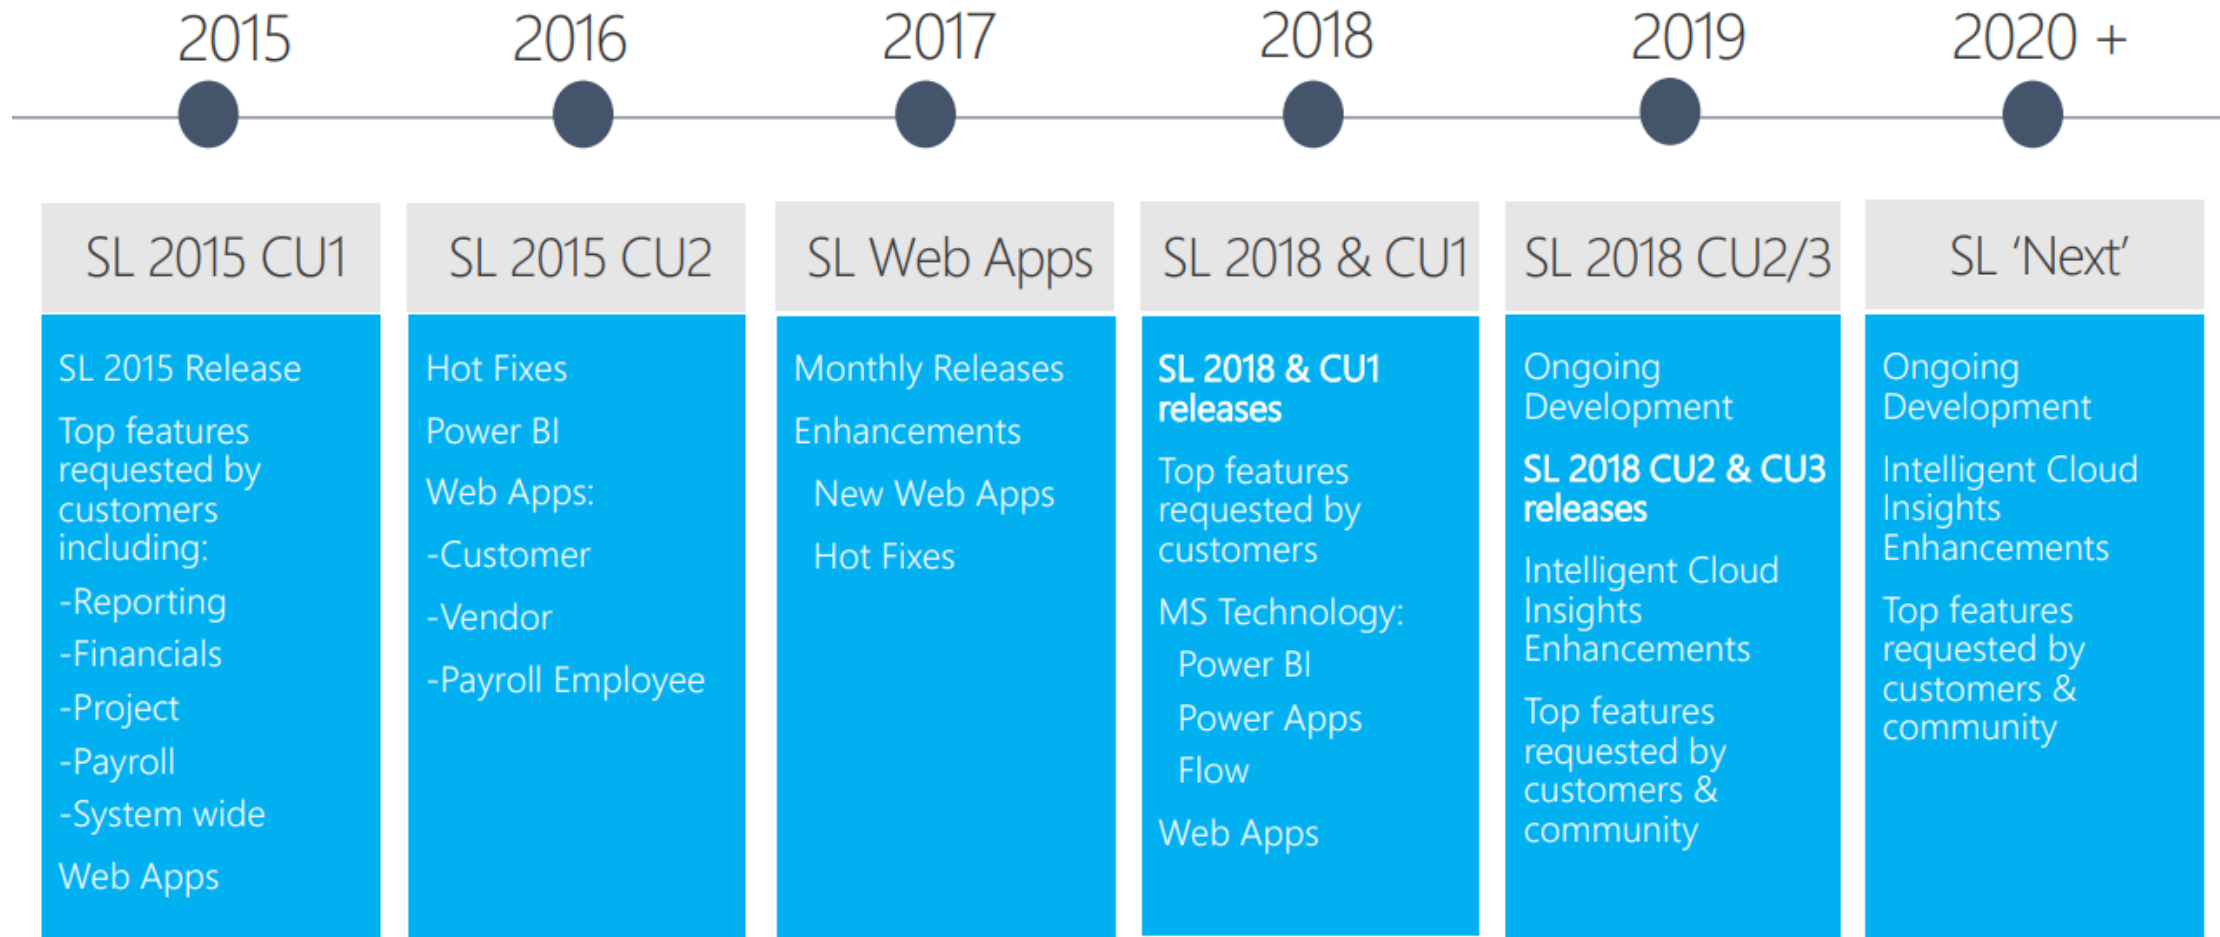 2015
2016
2017
2018
2019
2020 +
SL 2015 CU1
SL 2015 CU2
SL Web Apps
SL 2018 & CU1
SL 2018 CU2/3
SL ‘Next’
SL 2015 Release
Top features
requested by
customers
including:
-Reporting
-Financials
-Project
-Payroll
-System wide
Web Apps
Hot Fixes
Power BI
Web Apps:
-Customer
-Vendor
-Payroll Employee
Monthly Releases
Enhancements
New Web Apps
Hot Fixes
SL 2018 & CU1
releases
Top features
requested by
customers
MS Technology:
Power BI
Power Apps
Flow
Web Apps
Ongoing
Development
SL 2018 CU2 & CU3
releases
Intelligent Cloud
Insights
Enhancements
Top features
requested by
customers &
community
Ongoing
Development
Intelligent Cloud
Insights
Enhancements
Top features
requested by
customers &
community